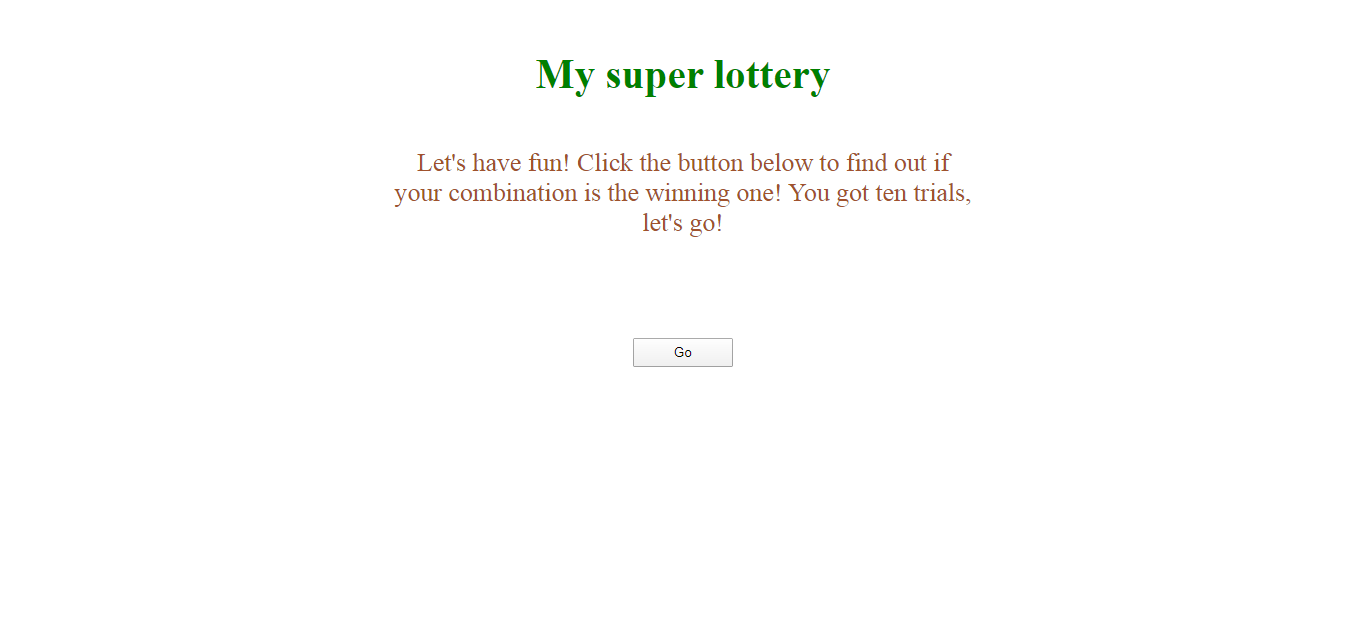 My super lottery
Let's have fun! Click the button below to find out if
your combination is the winning one! You got ten trials,
let's go!
Go